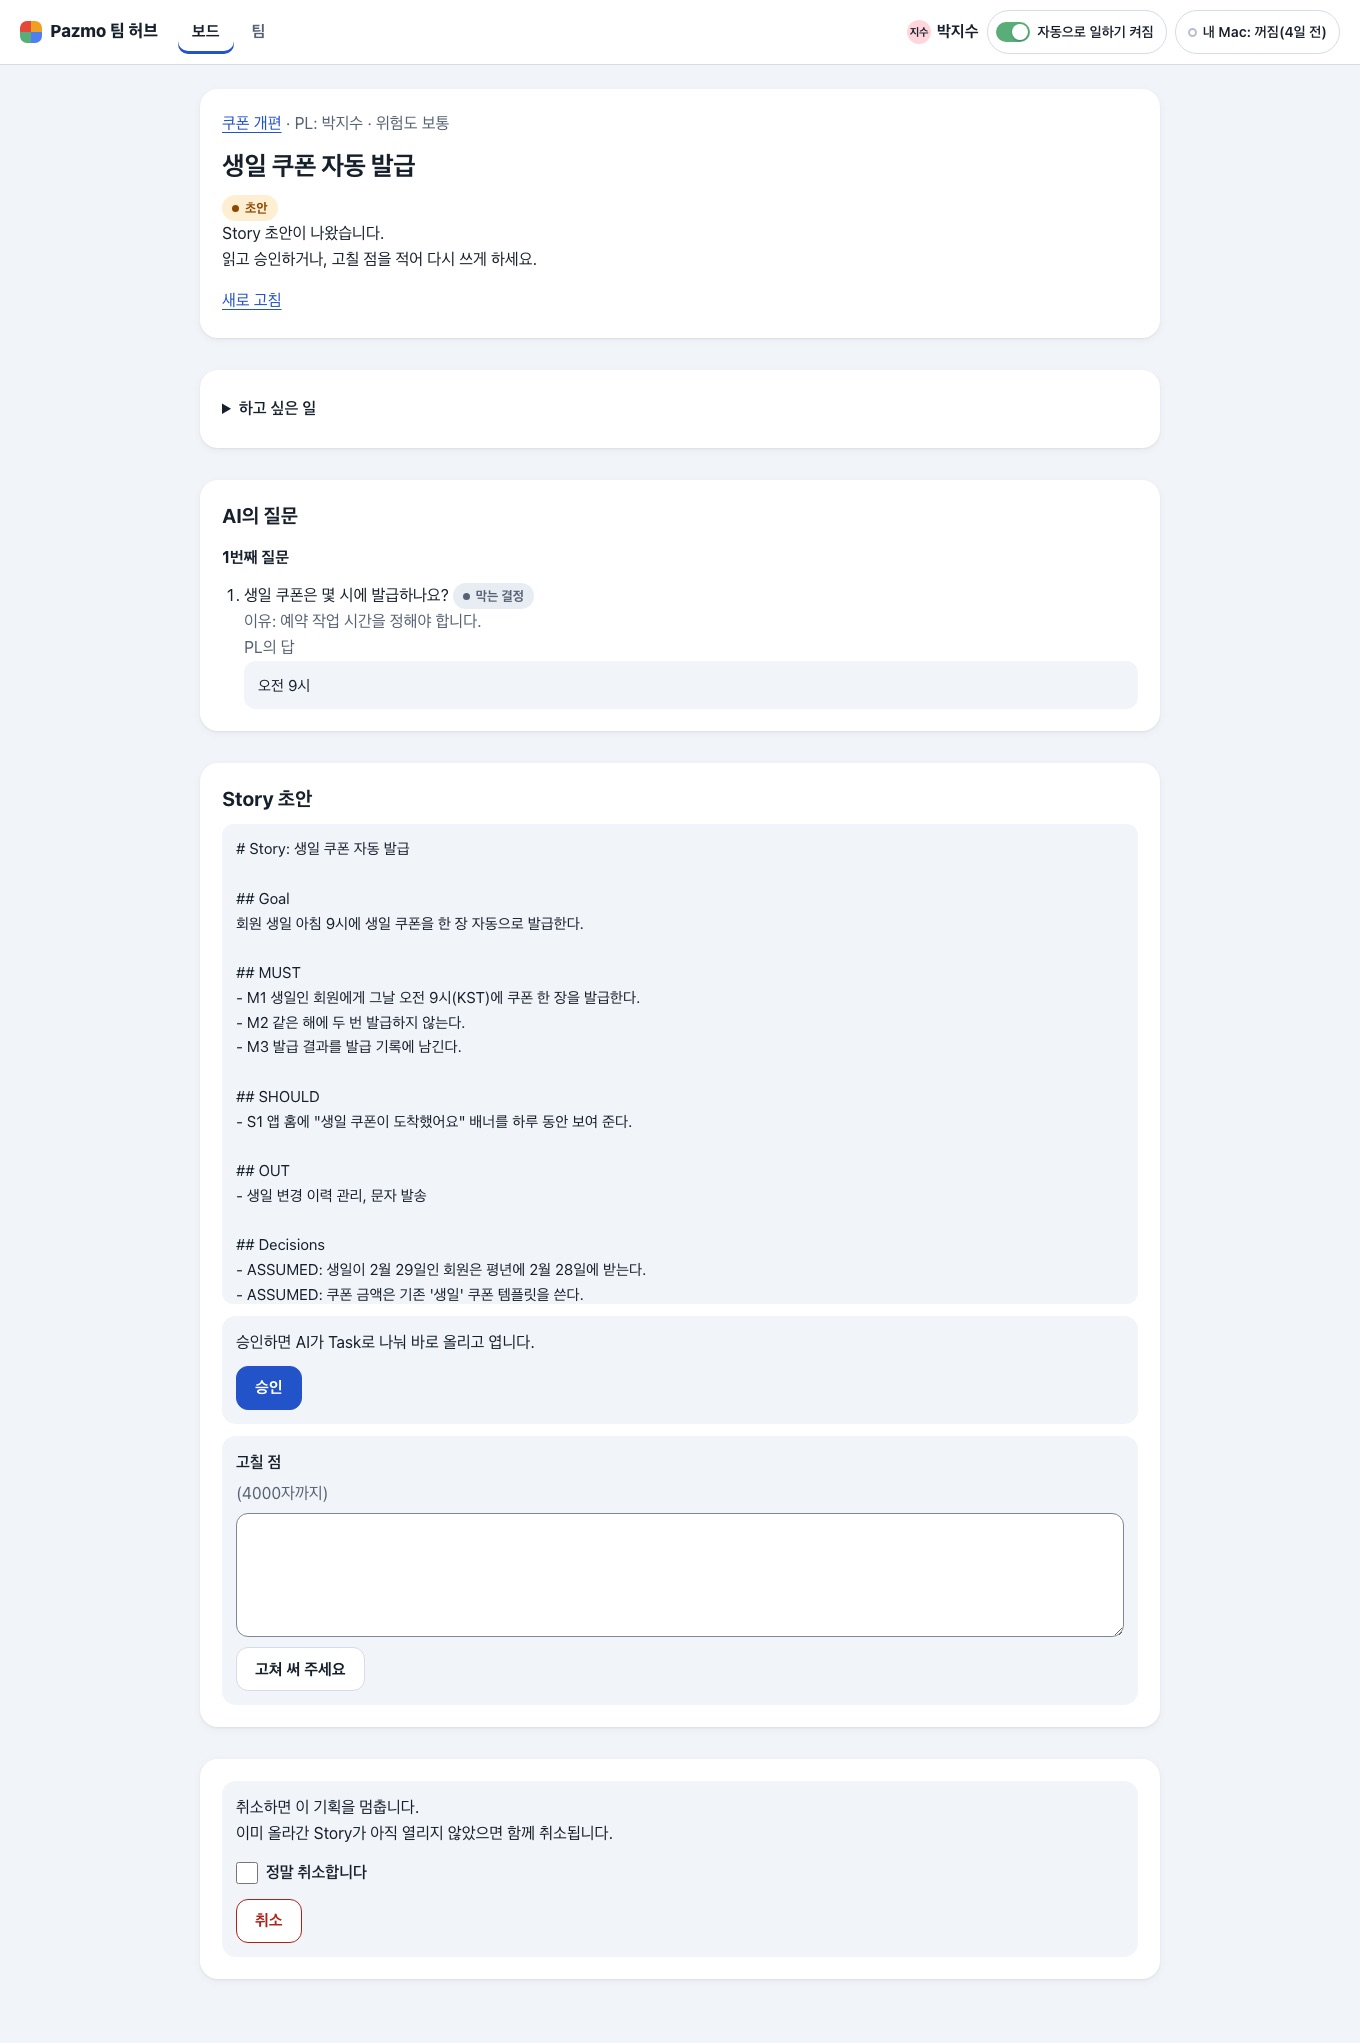 Pazmo 팀 허브
보드
팀
지수 박지수
자동으로 일하기 켜짐
내 Mac: 꺼짐(4일 전)
쿠폰 개편 · PL: 박지수 · 위험도 보통
생일 쿠폰 자동 발급
초안
Story 초안이 나왔습니다.
읽고 승인하거나, 고칠 점을 적어 다시 쓰게 하세요.
새로 고침
하고 싶은 일
AI의 질문
1번째 질문
1. 생일 쿠폰은 몇 시에 발급하나요? 막는 결정
이유: 예약 작업 시간을 정해야 합니다.
PL의 답
오전 9시
Story 초안
# Story: 생일 쿠폰 자동 발급
## Goal
회원 생일 아침 9시에 생일 쿠폰을 한 장 자동으로 발급한다.
## MUST
- M1 생일인 회원에게 그날 오전 9시(KST)에 쿠폰 한 장을 발급한다.
- M2 같은 해에 두 번 발급하지 않는다.
- M3 발급 결과를 발급 기록에 남긴다.
## SHOULD
- S1 앱 홈에 "생일 쿠폰이 도착했어요" 배너를 하루 동안 보여 준다.
## OUT
- 생일 변경 이력 관리, 문자 발송
## Decisions
- ASSUMED: 생일이 2월 29일인 회원은 평년에 2월 28일에 받는다.
- ASSUMED: 쿠폰 금액은 기존 '생일' 쿠폰 템플릿을 쓴다.
승인하면 AI가 Task로 나눠 바로 올리고 엽니다.
승인
고칠 점
(4000자까지)
고쳐 써 주세요
취소하면 이 기획을 멈춥니다.
이미 올라간 Story가 아직 열리지 않았으면 함께 취소됩니다.
정말 취소합니다
취소